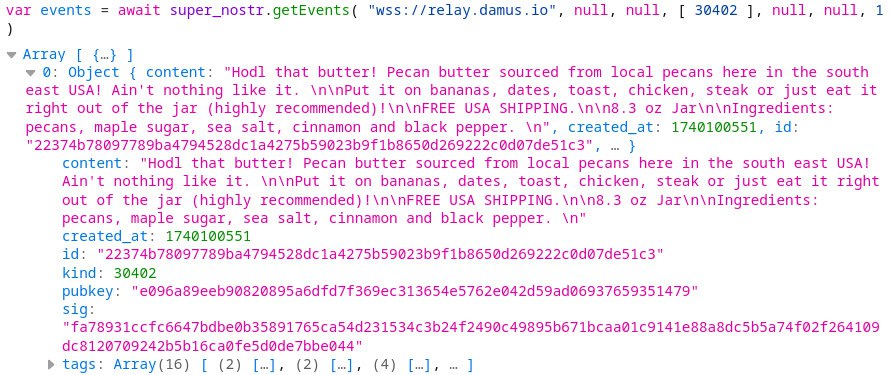 var events = await super_nostr.getEvents( "wss://relay.damus.io", null, null, [ 30402 ], null, null, 1
)
Array [ {…} ]
0: Object { content: "Hodl that butter! Pecan butter sourced from local pecans here in the south
east USA! Ain't nothing like it. \n\nPut it on bananas, dates, toast, chicken, steak or just eat it
right out of the jar (highly recommended)!\n\nFREE USA SHIPPING.\n\n8.3 oz Jar\n\nIngredients:
pecans, maple sugar, sea salt, cinnamon and black pepper. \n", created_at: 1740100551, id:
"22374b78097789ba4794528dc1a4275b59023b9f1b8650d269222c0d07de51c3", … }
content: "Hodl that butter! Pecan butter sourced from local pecans here in the south east USA!
Ain't nothing like it. \n\nPut it on bananas, dates, toast, chicken, steak or just eat it right
out of the jar (highly recommended)!\n\nFREE USA SHIPPING.\n\n8.3 oz Jar\n\nIngredients:
pecans, maple sugar, sea salt, cinnamon and black pepper. \n"
created_at: 1740100551
id: "22374b78097789ba4794528dc1a4275b59023b9f1b8650d269222c0d07de51c3"
kind: 30402
pubkey: "e096a89eeb90820895a6dfd7f369ec313654e5762e042d59ad06937659351479"
sig:
"fa78931ccfc6647bdbe0b35891765ca54d231534c3b24f2490c49895b671bcaa01c9141e88a8dc5b5a74f02f264109
dc8120709242b5b16ca0fe5d0de7bbe044"
tags: Array(16) [ (2) […], (2) […], (4) […], … ]